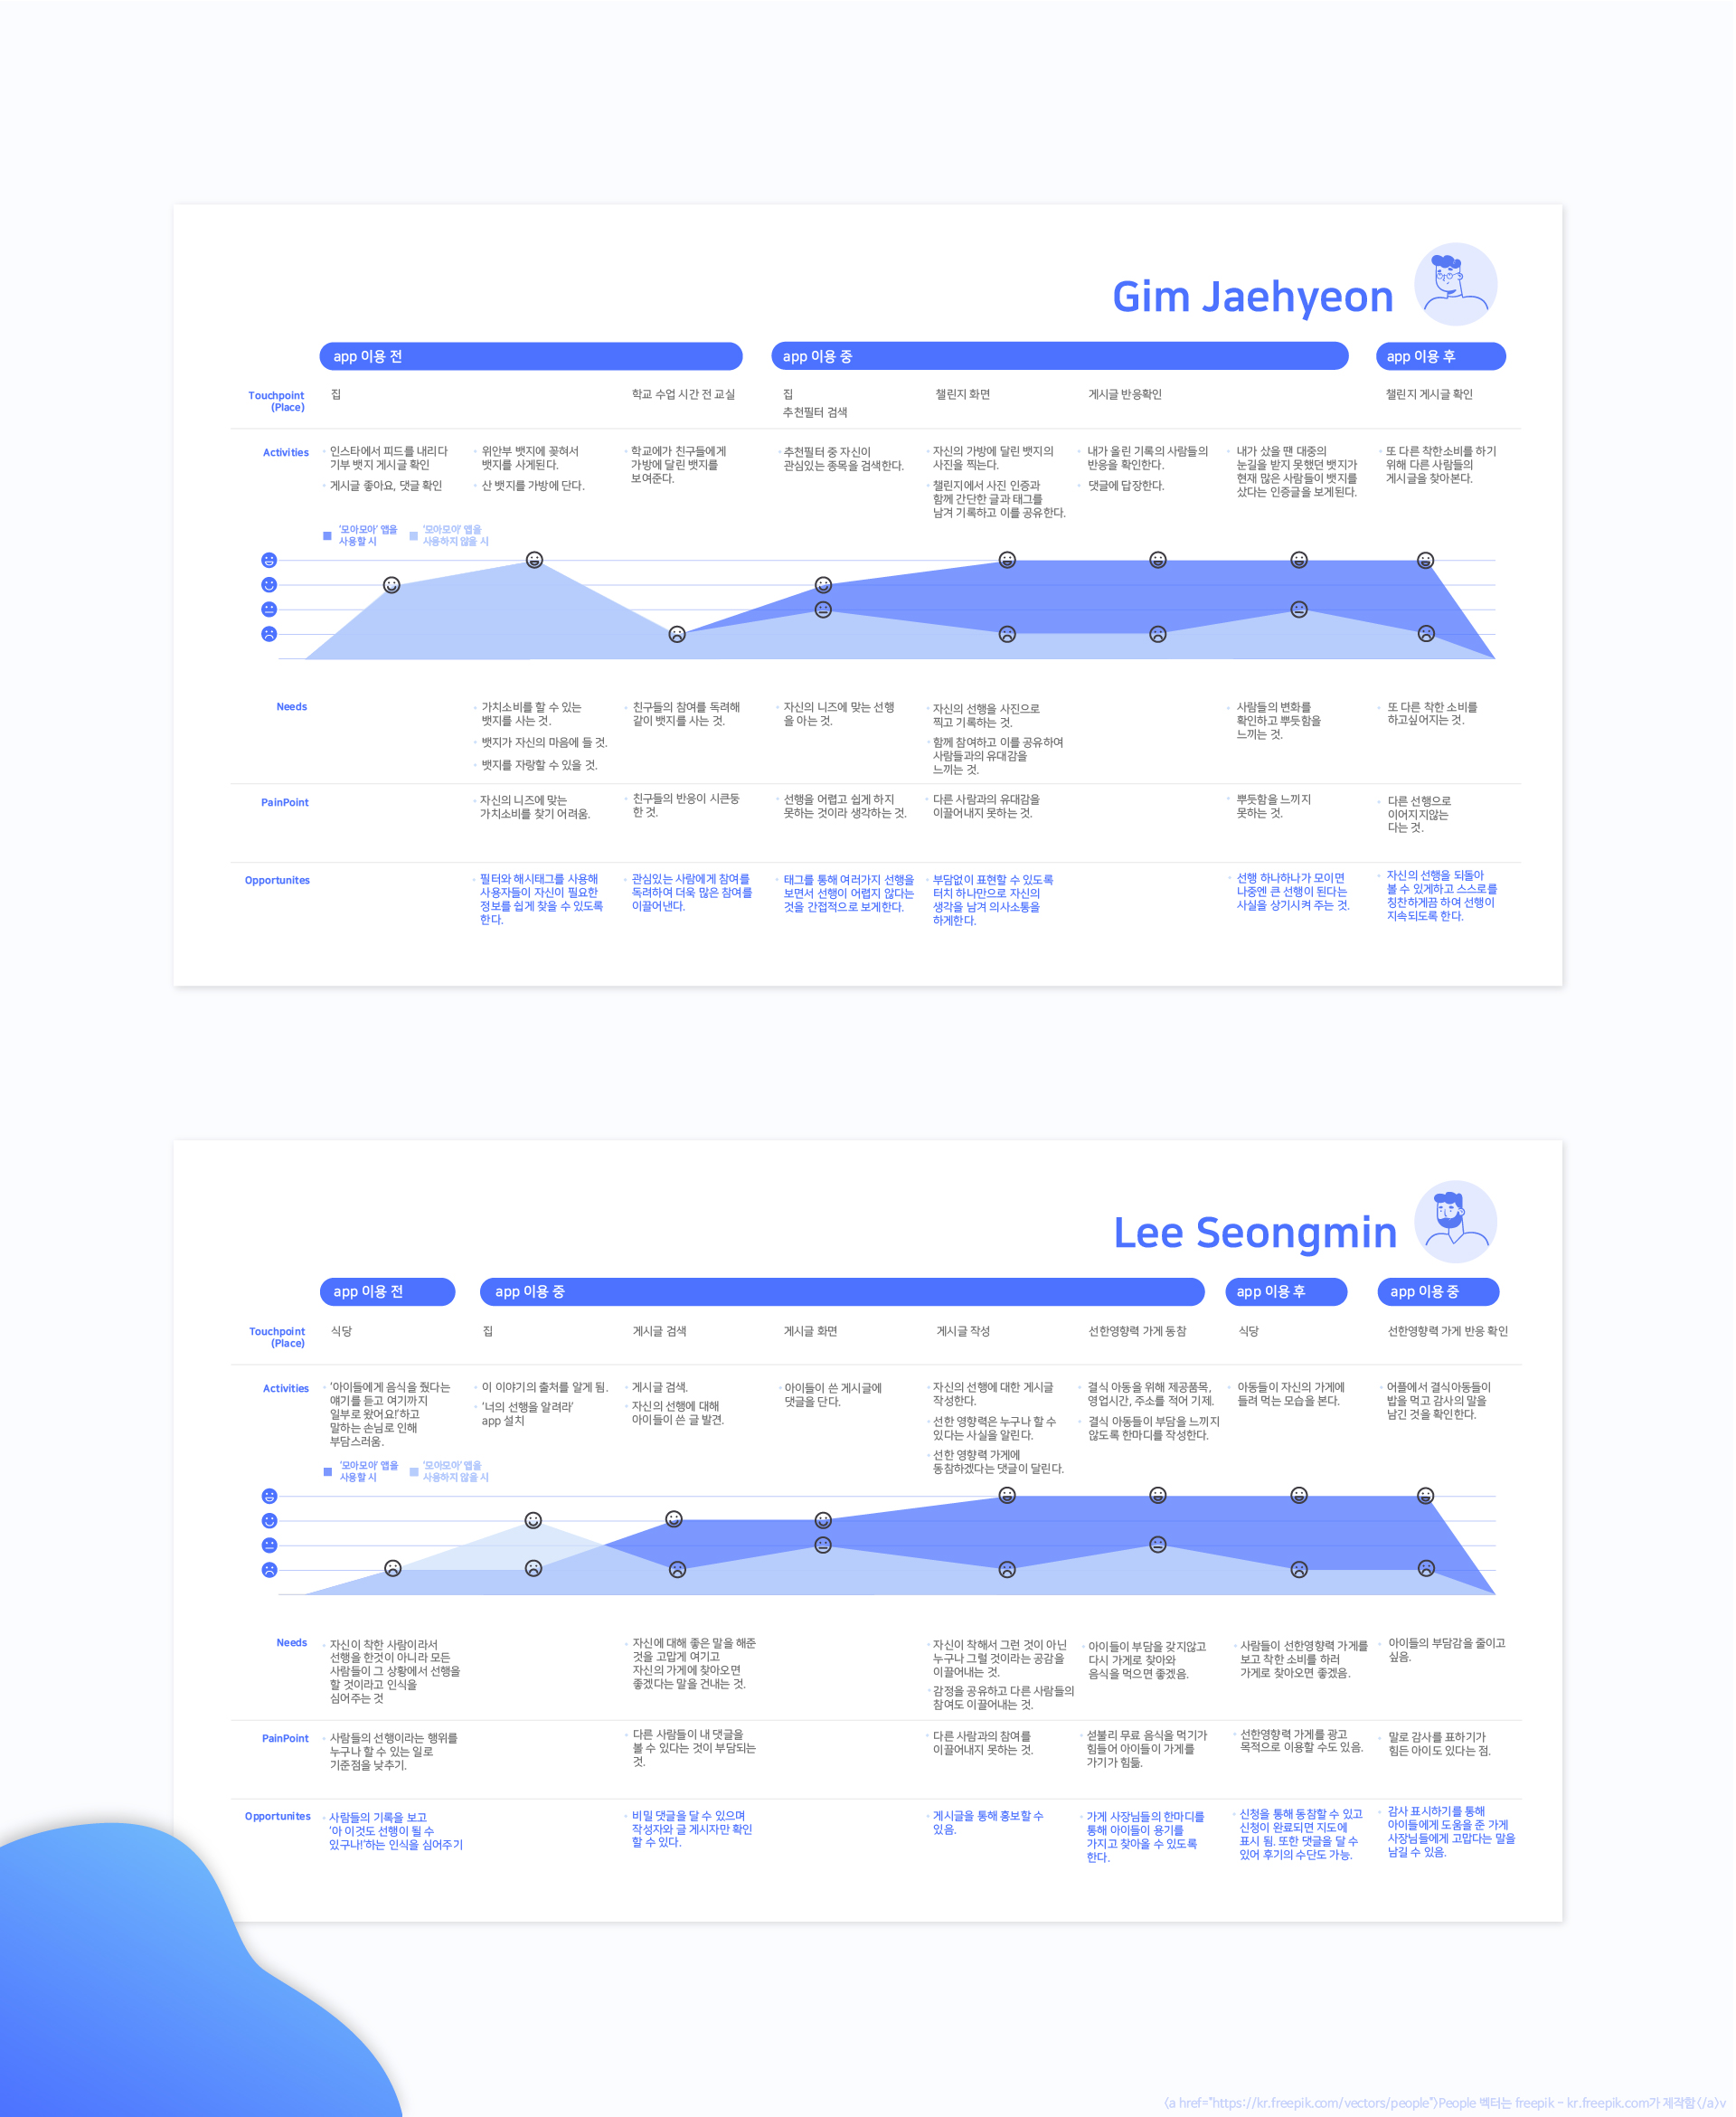 Gim Jaehyeon
app 이용 전
app 이용 중
app 이용 후
Touchpoint
(Place)
집
학교 수업 시간 전 교실
집
추천필터 검색
챌린지 화면
게시글 반응확인
챌린지 게시글 확인
Activities
인스타에서 피드를 내리다
기부 뱃지 게시글 확인
게시글 좋아요, 댓글 확인
위안부 뱃지에 꽂혀서
뱃지를 사게된다.
산 뱃지를 가방에 단다.
학교에가 친구들에게
가방에 달린 뱃지를
보여준다.
추천필터 중 자신이
관심있는 종목을 검색한다.
자신의 가방에 달린 뱃지의
사진을 찍는다.
챌린지에서 사진 인증과
함께 간단한 글과 태그를
남겨 기록하고 이를 공유한다.
내가 올린 기록의 사람들의
반응을 확인한다.
댓글에 답장한다.
내가 샀을 땐 대중의
눈길을 받지 못했던 뱃지가
현재 많은 사람들이 뱃지를
샀다는 인증글을 보게된다.
또 다른 착한소비를 하기
위해 다른 사람들의
게시글을 찾아본다.
'모아모아' 앱을
사용할 시
'모아모아' 앱을
사용하지 않을 시
Needs
가치소비를 할 수 있는
뱃지를 사는 것.
뱃지가 자신의 마음에 들 것.
뱃지를 자랑할 수 있을 것.
친구들의 참여를 독려해
같이 뱃지를 사는 것.
자신의 니즈에 맞는 선행
을 아는 것.
자신의 선행을 사진으로
찍고 기록하는 것.
함께 참여하고 이를 공유하여
사람들과의 유대감을
느끼는 것.
사람들의 변화를
확인하고 뿌듯함을
느끼는 것.
또 다른 착한 소비를
하고싶어지는 것.
PainPoint
자신의 니즈에 맞는
가치소비를 찾기 어려움.
친구들의 반응이 시큰둥
한 것.
선행을 어렵고 쉽게 하지
못하는 것이라 생각하는 것.
다른 사람과의 유대감을
이끌어내지 못하는 것.
뿌듯함을 느끼지
못하는 것.
다른 선행으로
이어지지않는
다는 것.
Opportunites
필터와 해시태그를 사용해
사용자들이 자신이 필요한
정보를 쉽게 찾을 수 있도록
한다.
관심있는 사람에게 참여를
독려하여 더욱 많은 참여를
이끌어낸다.
태그를 통해 여러가지 선행을
보면서 선행이 어렵지 않다는
것을 간접적으로 보게한다.
부담없이 표현할 수 있도록
터치 하나만으로 자신의
생각을 남겨 의사소통을
하게한다.
선행 하나하나가 모이면
나중엔 큰 선행이 된다는
사실을 상기시켜 주는 것.
자신의 선행을 되돌아
볼 수 있게하고 스스로를
칭찬하게끔 하여 선행이
지속되도록 한다.
Lee Seongmin
app 이용 전
app 이용 중
app 이용 후
app 이용 중
Touchpoint
(Place)
식당
집
게시글 검색
게시글 화면
게시글 작성
선한영향력 가게 동참
식당
선한영향력 가게 반응 확인
Activities
'아이들에게 음식을 줬다는
얘기를 듣고 여기까지
일부로 왔어요!'하고
말하는 손님로 인해
부담스러움.
이 이야기의 출처를 알게 됨.
'너의 선행을 알려라'
app 설치
게시글 검색.
자신의 선행에 대해
아이들이 쓴 글 발견.
아이들이 쓴 게시글에
댓글을 단다.
자신의 선행에 대한 게시글
작성한다.
선한 영향력은 누구나 할 수
있다는 사실을 알린다.
선한 영향력 가게에
동참하겠다는 댓글이 달린다.
결식 아동을 위해 제공품목,
영업시간, 주소를 적어 기제.
결식 아동들이 부담을 느끼지
않도록 한마디를 작성한다.
아동들이 자신의 가게에
들려 먹는 모습을 본다.
어플에서 결식아동들이
밥을 먹고 감사의 말을
남긴 것을 확인한다.
'모아모아' 앱을
사용할 시
'모아모아' 앱을
사용하지 않을 시
Needs
자신이 착한 사람이라서
선행을 한것이 아니라 모든
사람들이 그 상황에서 선행을
할 것이라고 인식을
심어주는 것
자신에 대해 좋은 말을 해준
것을 고맙게 여기고
자신의 가게에 찾아오면
좋겠다는 말을 건내는 것.
자신이 착해서 그런 것이 아닌
누구나 그럴 것이라는 공감을
이끌어내는 것.
감정을 공유하고 다른 사람들의
참여도 이끌어내는 것.
아이들이 부담을 갖지않고
다시 가게로 찾아와
음식을 먹으면 좋겠음.
사람들이 선한영향력 가게를
보고 착한 소비를 하러
가게로 찾아오면 좋겠음.
아이들의 부담감을 줄이고
싶음.
PainPoint
사람들의 선행이라는 행위를
누구나 할 수 있는 일로
기준점을 낮추기.
다른 사람들이 내 댓글을
볼 수 있다는 것이 부담되는
것.
다른 사람과의 참여를
이끌어내지 못하는 것.
섣불리 무료 음식을 먹기가
힘들어 아이들이 가게를
가기가 힘듦.
선한영향력 가게를 광고
목적으로 이용할 수도 있음.
말로 감사를 표하기가
힘든 아이도 있다는 점.
Opportunites
사람들의 기록을 보고
'아 이것도 선행이 될 수
있구나!'하는 인식을 심어주기
비밀 댓글을 달 수 있으며
작성자와 글 게시자만 확인
할 수 있다.
게시글을 통해 홍보할 수
있음.
가게 사장님들의 한마디를
통해 아이들이 용기를
가지고 찾아올 수 있도록
한다.
신청을 통해 동참할 수 있고
신청이 완료되면 지도에
표시 됨. 또한 댓글을 달 수
있어 후기의 수단도 가능.
감사 표시하기를 통해
아이들에게 도움을 준 가게
사장님들에게 고맙다는 말을
남길 수 있음.
<a href="https://kr.freepik.com/vectors/people">People 벡터는 freepik - kr.freepik.com가 제작함</a>v